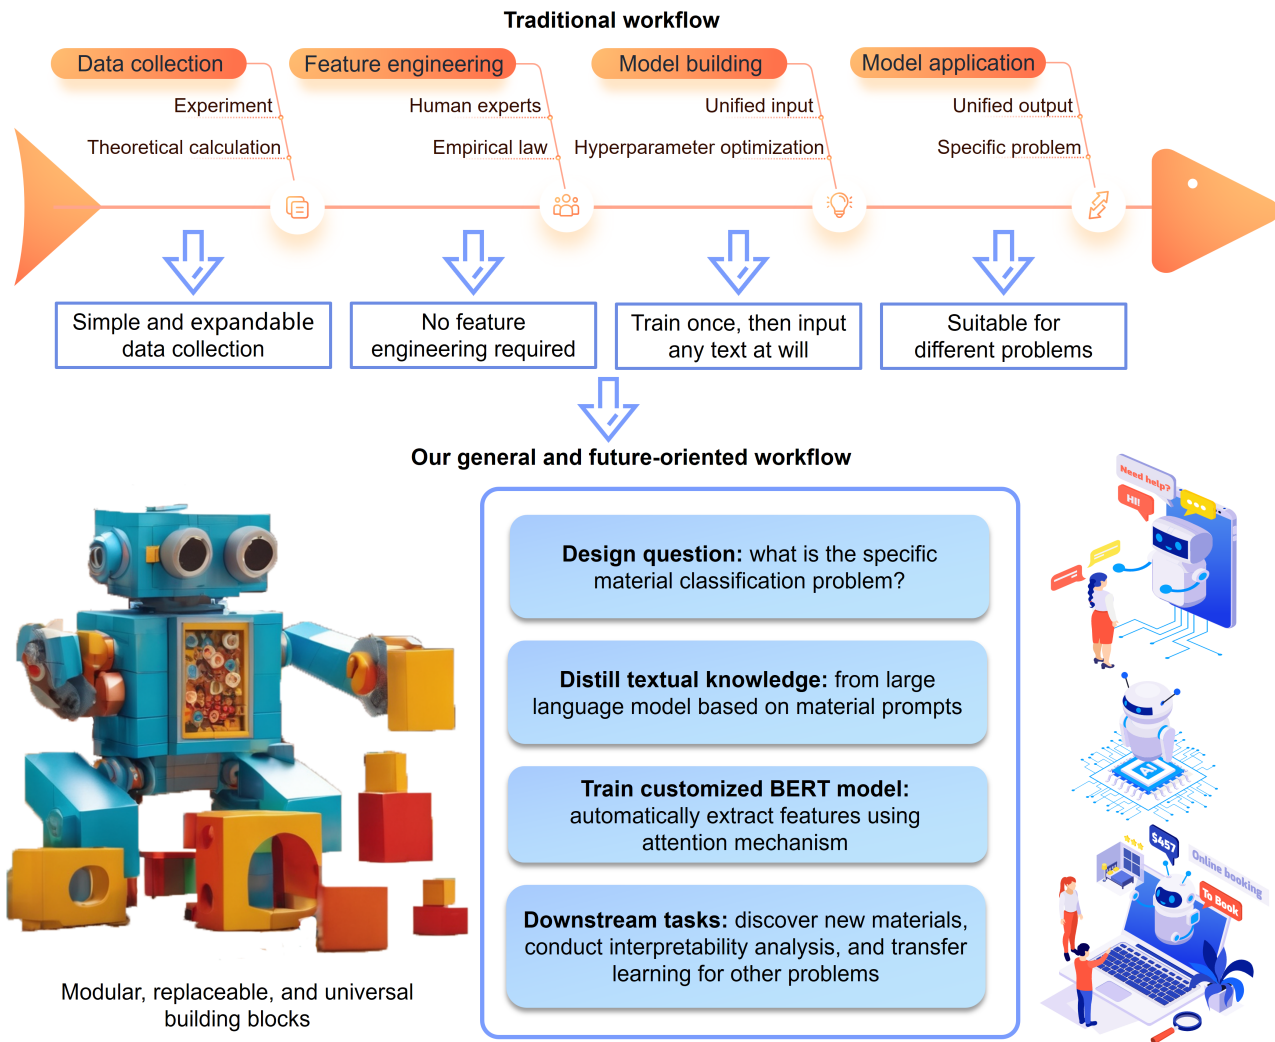 Traditional workflow
Data collection
Experiment
Theoretical calculation
Feature engineering
Human experts
Empirical law
Model building
Unified input
Hyperparameter optimization
Model application
Unified output
Specific problem
Simple and expandable
data collection
No feature
engineering required
Train once, then input
any text at will
Suitable for
different problems
Our general and future-oriented workflow
Design question: what is the specific
material classification problem?
Distill textual knowledge: from large
language model based on material prompts
Train customized BERT model:
automatically extract features using
attention mechanism
Downstream tasks: discover new materials,
conduct interpretability analysis, and transfer
learning for other problems
Modular, replaceable, and universal
building blocks
Need help?
Hi!
AI
$457
Online booking
To Book